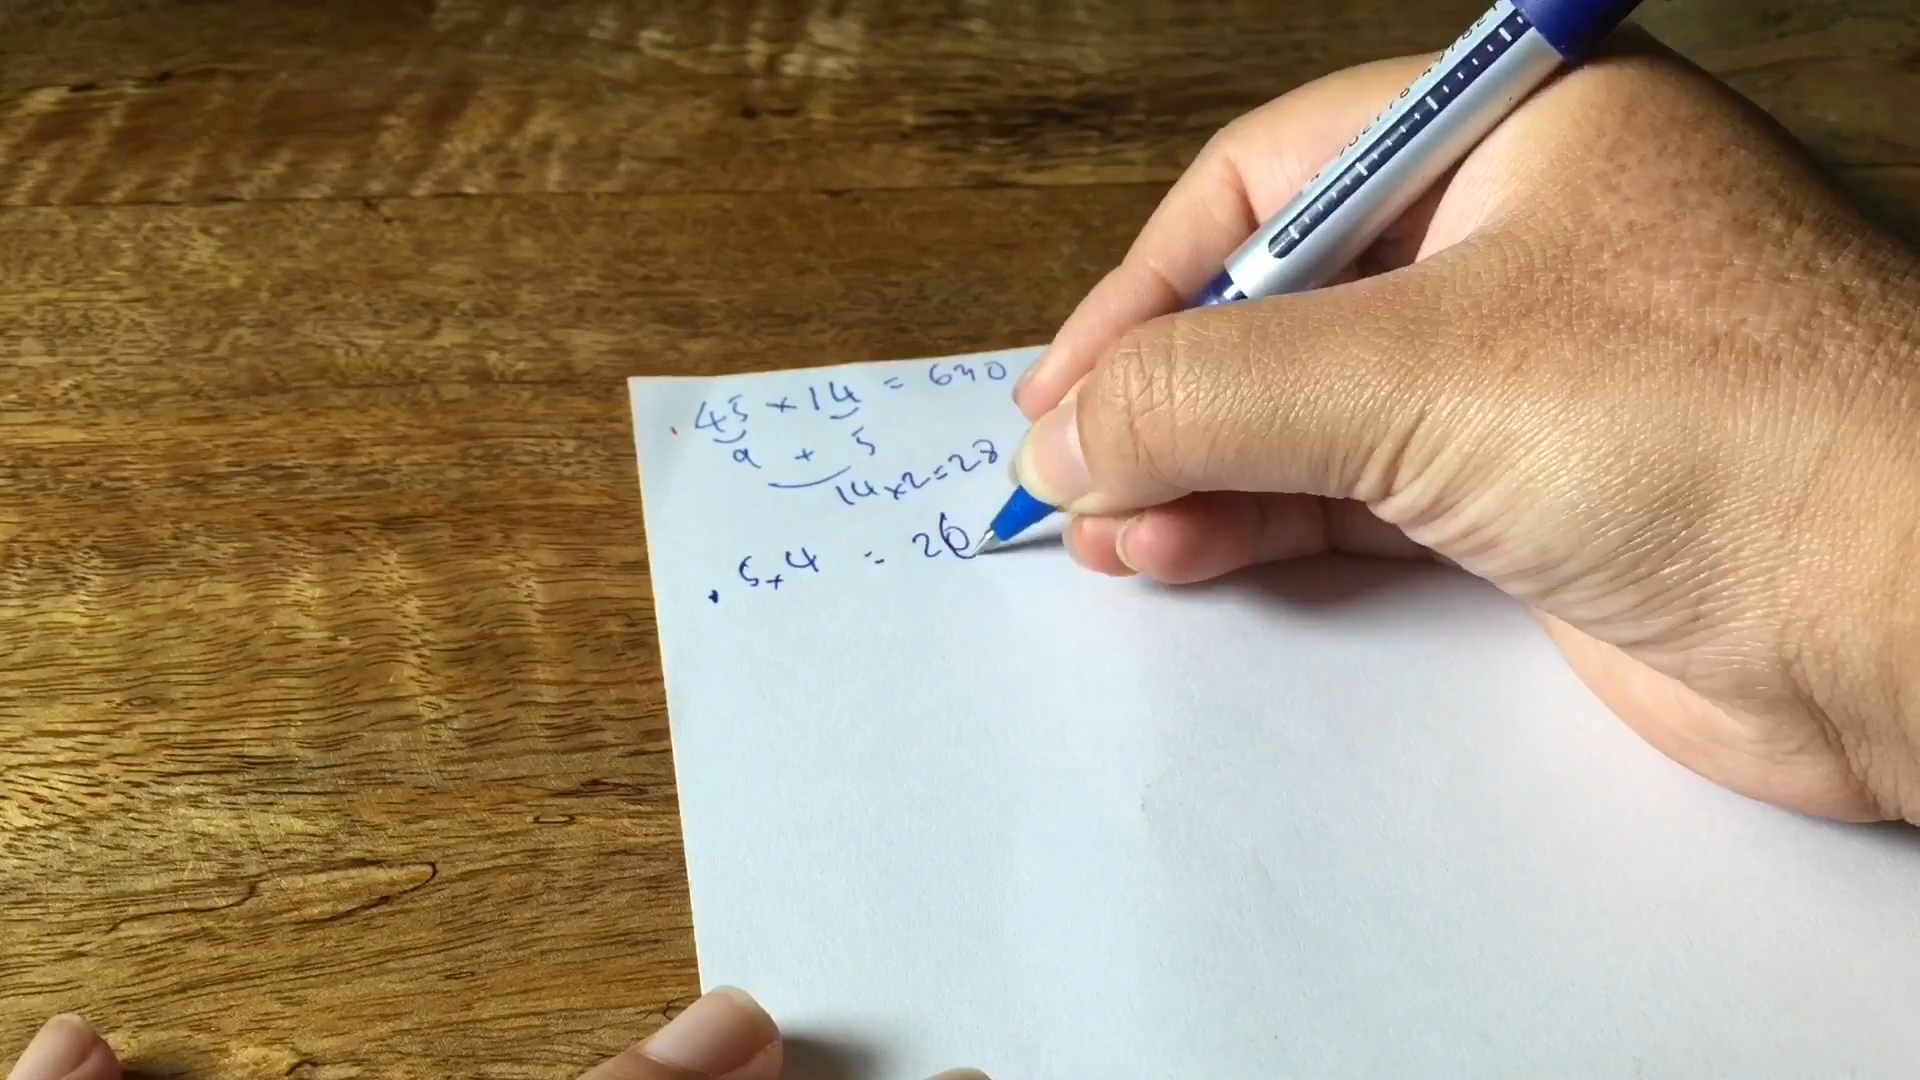 . 45 × 14 = 630
9 + 5
14 × 2 = 28
. 5 × 4 = 20